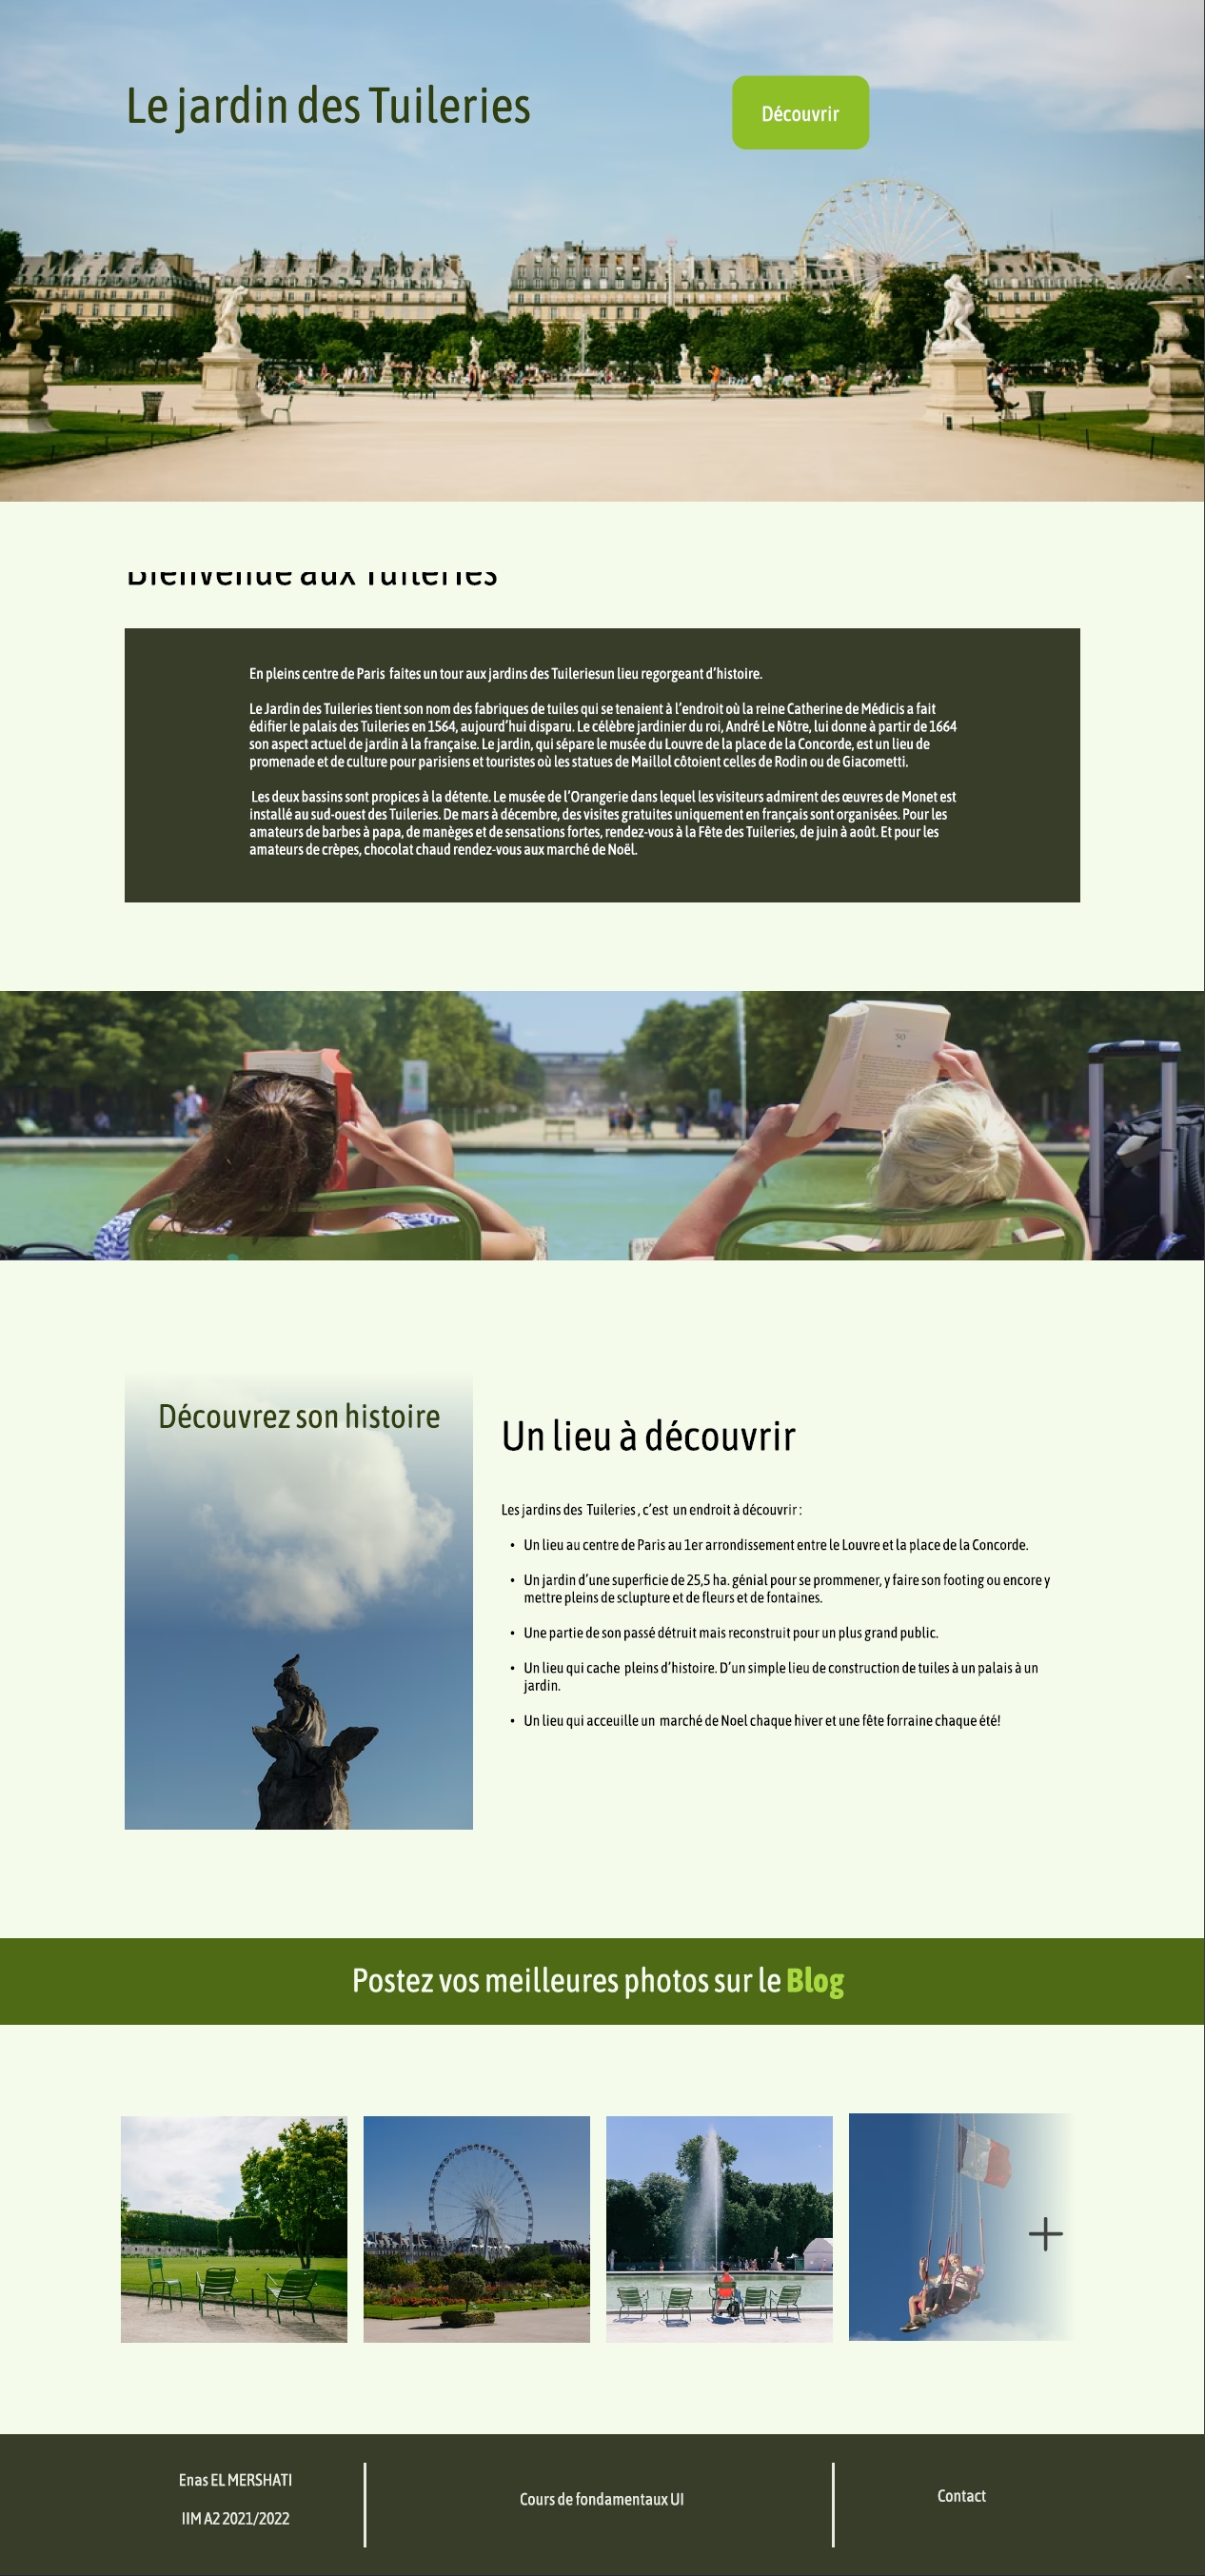 Le jardin des Tuileries
Découvrir
Bienvenue aux Tuileries
En pleins centre de Paris faites un tour aux jardins des Tuileriesun lieu regorgeant d’histoire.
Le Jardin des Tuileries tient son nom des fabriques de tuiles qui se tenaient à l’endroit où la reine Catherine de Médicis a fait
édifier le palais des Tuileries en 1564, aujourd’hui disparu. Le célèbre jardinier du roi, André Le Nôtre, lui donne à partir de 1664
son aspect actuel de jardin à la française. Le jardin, qui sépare le musée du Louvre de la place de la Concorde, est un lieu de
promenade et de culture pour parisiens et touristes où les statues de Maillol côtoient celles de Rodin ou de Giacometti.
Les deux bassins sont propices à la détente. Le musée de l’Orangerie dans lequel les visiteurs admirent des œuvres de Monet est
installé au sud-ouest des Tuileries. De mars à décembre, des visites gratuites uniquement en français sont organisées. Pour les
amateurs de barbes à papa, de manèges et de sensations fortes, rendez-vous à la Fête des Tuileries, de juin à août. Et pour les
amateurs de crèpes, chocolat chaud rendez-vous aux marché de Noël.
50
Découvrez son histoire
Un lieu à découvrir
Les jardins des Tuileries , c’est un endroit à découvrir :
• Un lieu au centre de Paris au 1er arrondissement entre le Louvre et la place de la Concorde.
• Un jardin d’une superficie de 25,5 ha. génial pour se prommener, y faire son footing ou encore y
mettre pleins de sclupture et de fleurs et de fontaines.
• Une partie de son passé détruit mais reconstruit pour un plus grand public.
• Un lieu qui cache pleins d’histoire. D’un simple lieu de construction de tuiles à un palais à un
jardin.
• Un lieu qui acceuille un marché de Noel chaque hiver et une fête forraine chaque été!
Postez vos meilleures photos sur le Blog
Enas EL MERSHATI
IIM A2 2021/2022
Cours de fondamentaux UI
Contact